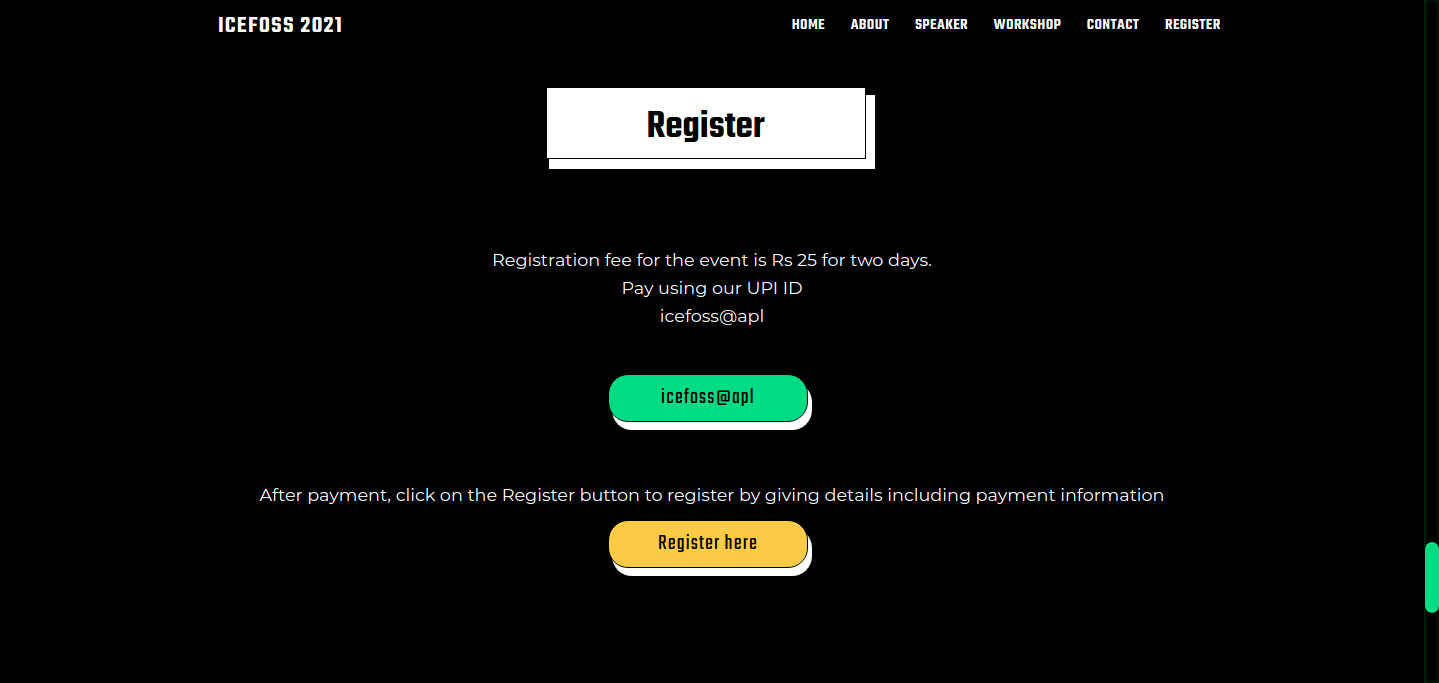 ICEFOSS 2021
HOME ABOUT SPEAKER WORKSHOP CONTACT REGISTER
Register
Registration fee for the event is Rs 25 for two days.
Pay using our UPI ID
icefoss@apl
icefoss@apl
After payment, click on the Register button to register by giving details including payment information
Register here